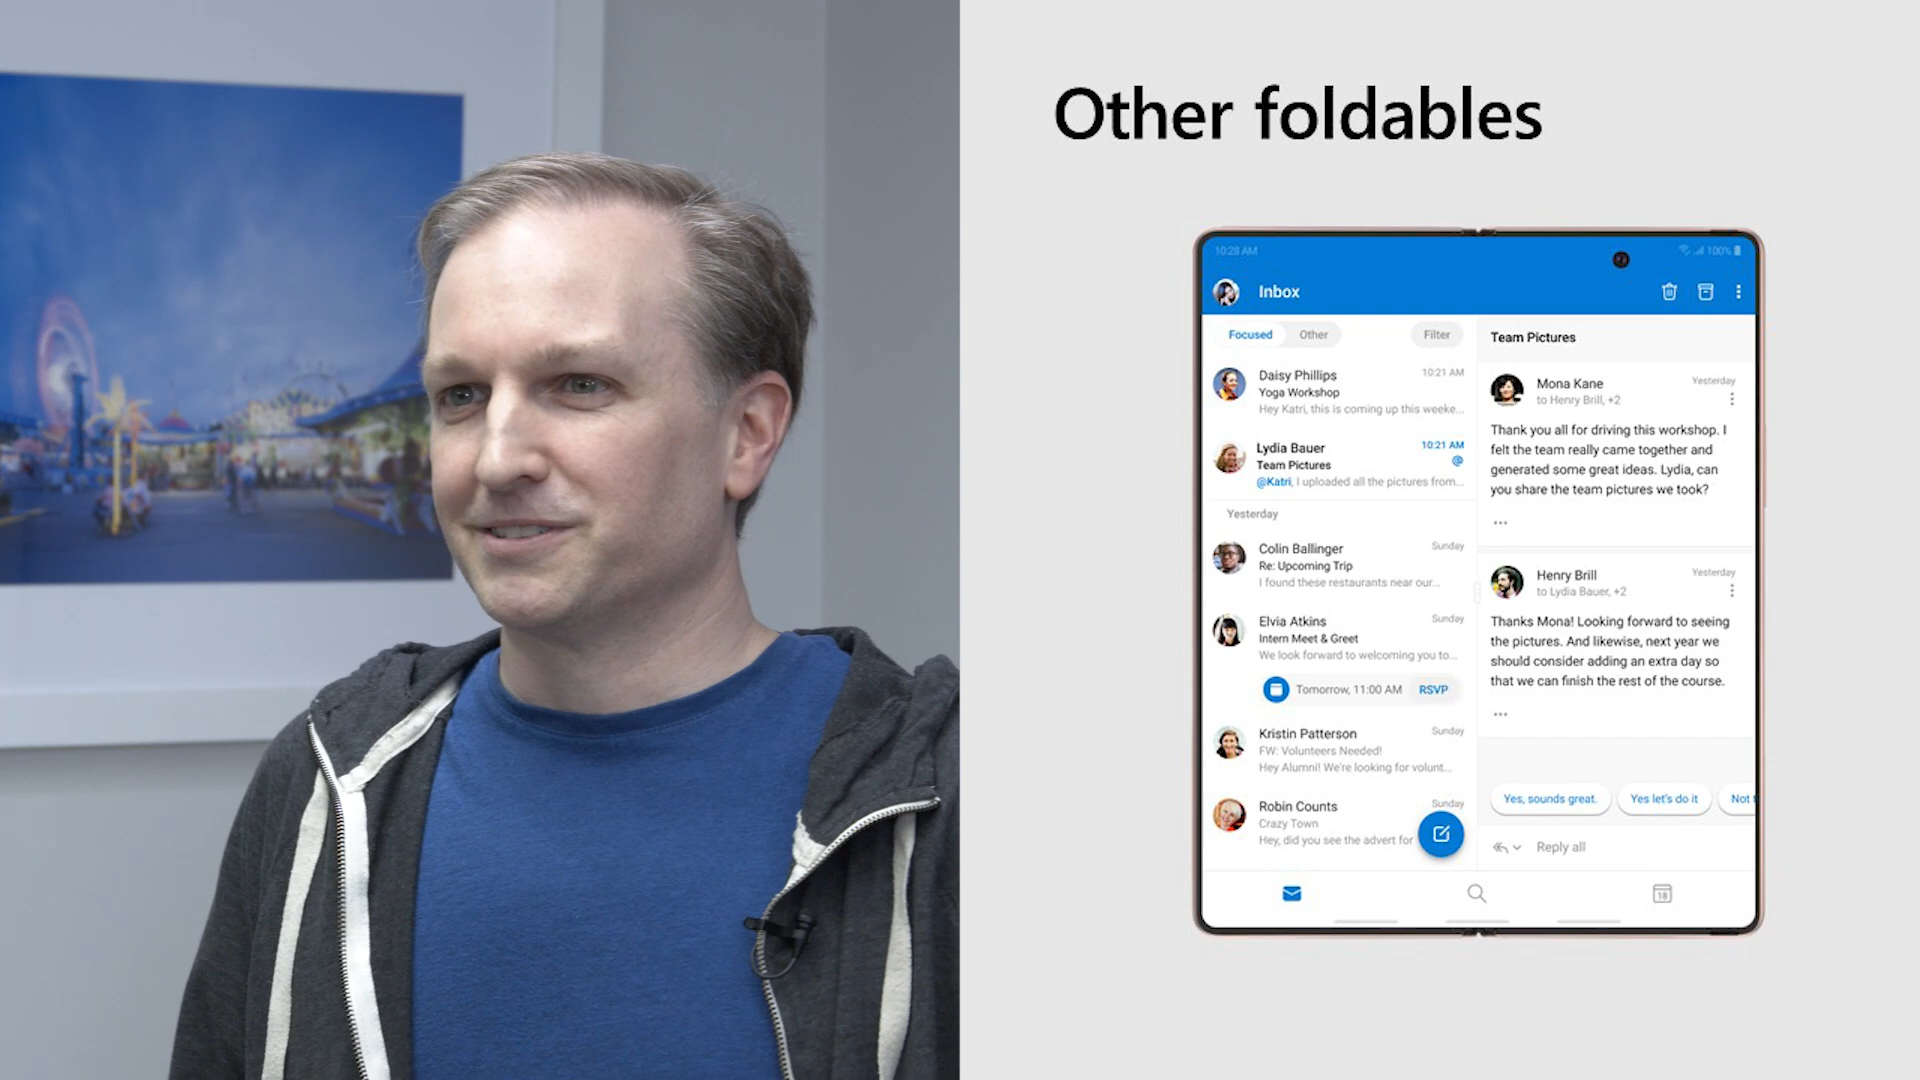 Other foldables
10:28 AM
100%
Inbox
Focused
Other
Filter
Daisy Phillips
10:21 AM
Yoga Workshop
Hey Katri, this is coming up this weeke...
Lydia Bauer
10:21 AM
Team Pictures
@
@Katri, I uploaded all the pictures from...
Yesterday
Colin Ballinger
Sunday
Re: Upcoming Trip
I found these restaurants near our...
Elvia Atkins
Sunday
Intern Meet & Greet
We look forward to welcoming you to...
Tomorrow, 11:00 AM
RSVP
Kristin Patterson
Sunday
FW: Volunteers Needed!
Hey Alumni! We're looking for volunt...
Robin Counts
Sunday
Crazy Town
Hey, did you see the advert for
Team Pictures
Mona Kane
Yesterday
to Henry Brill, +2
Thank you all for driving this workshop. I
felt the team really came together and
generated some great ideas. Lydia, can
you share the team pictures we took?
...
Henry Brill
Yesterday
to Lydia Bauer, +2
Thanks Mona! Looking forward to seeing
the pictures. And likewise, next year we
should consider adding an extra day so
that we can finish the rest of the course.
...
Yes, sounds great.
Yes let's do it
Not
Reply all
18